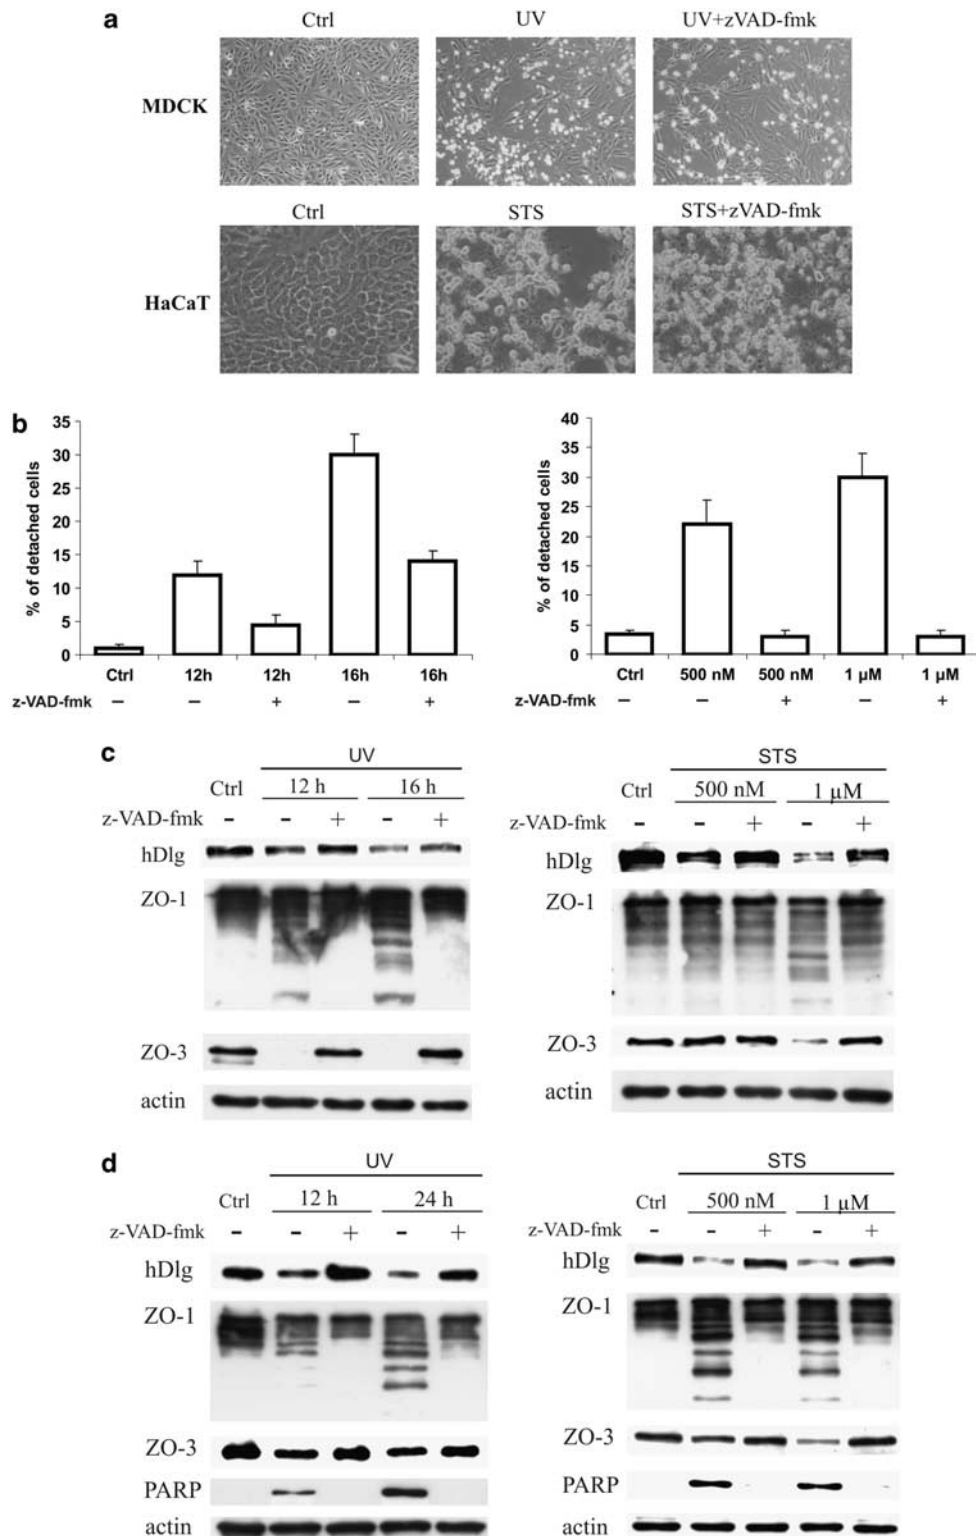 a
Ctrl UV UV+zVAD-fmk
MDCK
Ctrl STS STS+zVAD-fmk
HaCaT
b
% of detached cells
35
30
25
20
15
10
5
0
Ctrl 12h 12h 16h 16h
z-VAD-fmk – – + – +
% of detached cells
40
35
30
25
20
15
10
5
0
Ctrl 500 nM 500 nM 1 µM 1 µM
z-VAD-fmk – – + – +
c
UV
Ctrl 12 h 16 h
z-VAD-fmk - - + - +
hDlg
ZO-1
ZO-3
actin
STS
Ctrl 500 nM 1 µM
z-VAD-fmk - - + - +
hDlg
ZO-1
ZO-3
actin
d
UV
Ctrl 12 h 24 h
z-VAD-fmk - - + - +
hDlg
ZO-1
ZO-3
PARP
actin
STS
Ctrl 500 nM 1 µM
z-VAD-fmk - - + - +
hDlg
ZO-1
ZO-3
PARP
actin